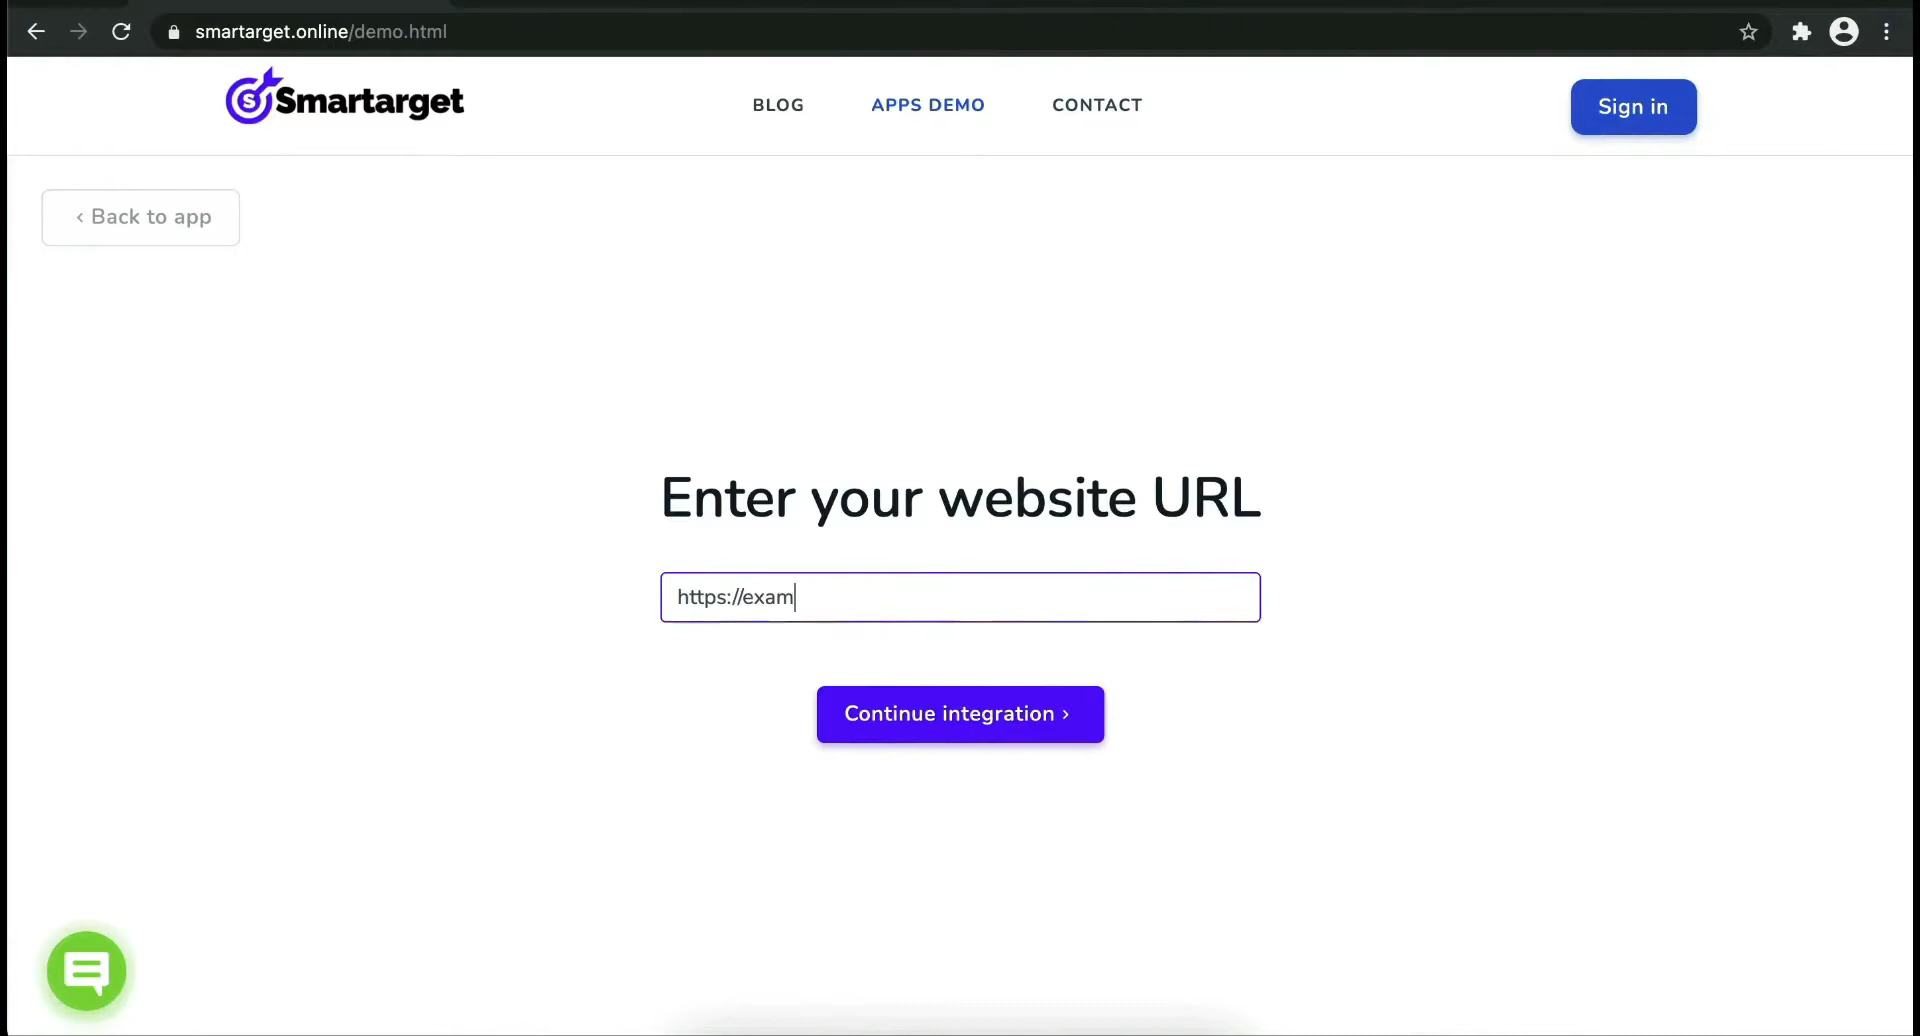 smartarget.online/demo.html
Smartarget
BLOG
APPS DEMO
CONTACT
Sign in
‹ Back to app
Enter your website URL
https://exam
Continue integration ›